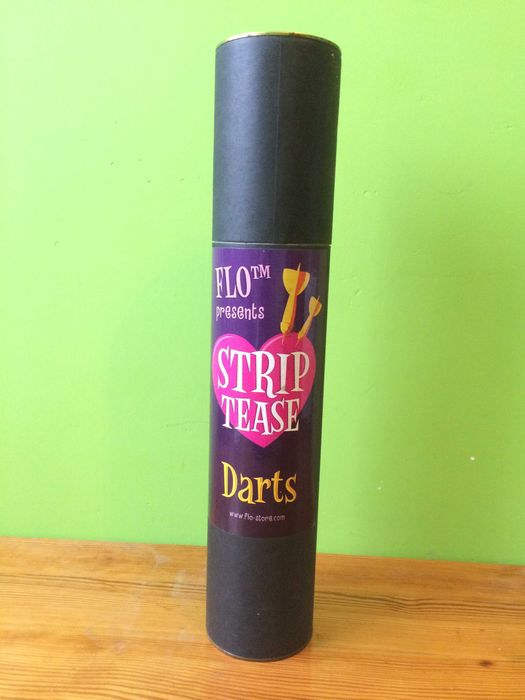 FLO™
presents
STRIP
TEASE
Darts
www.flo-store.com